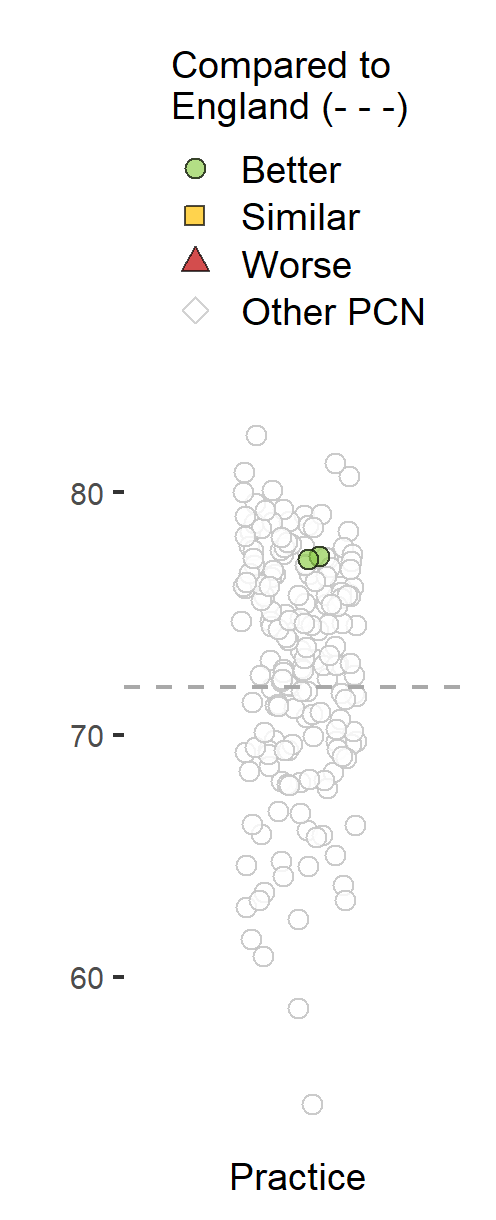 Compared to
England (- - -)
Better
Similar
Worse
Other PCN
80
70
60
Practice